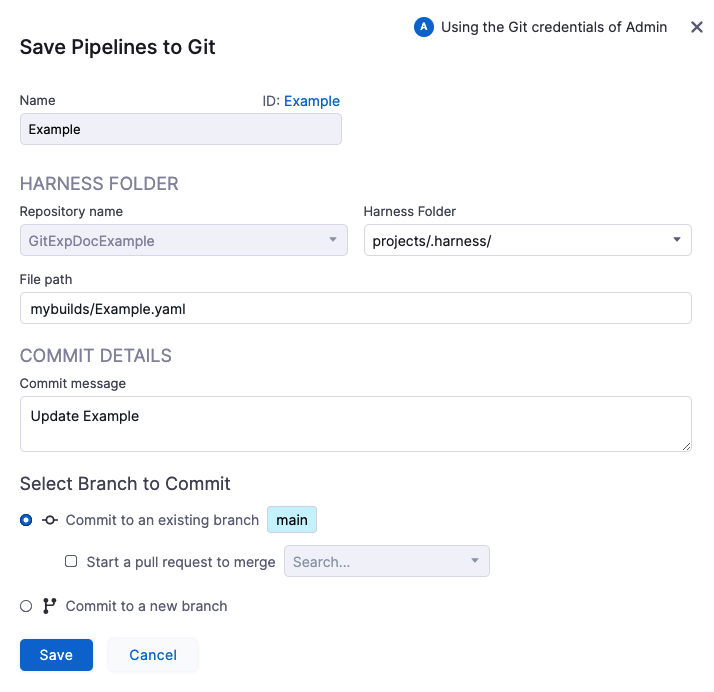 A Using the Git credentials of Admin
Save Pipelines to Git
Name ID: Example
Example
HARNESS FOLDER
Repository name Harness Folder
GitExpDocExample projects/.harness/
File path
mybuilds/Example.yaml
COMMIT DETAILS
Commit message
Update Example
Select Branch to Commit
Commit to an existing branch main
Start a pull request to merge Search...
Commit to a new branch
Save Cancel